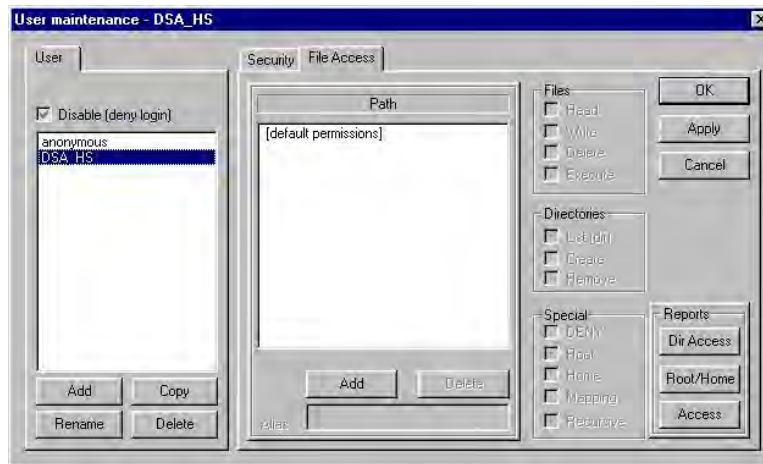 User maintenance - DSA_HS
User
Disable (deny login)
anonymous
DSA_HS
Add
Copy
Rename
Delete
Security
File Access
Path
[default permissions]
Add
Delete
Alias:
Files
Read
Write
Delete
Execute
Directories
List (dir)
Create
Remove
Special
DENY
Root
Home
Mapping
Recursive
OK
Apply
Cancel
Reports
Dir Access
Root/Home
Access